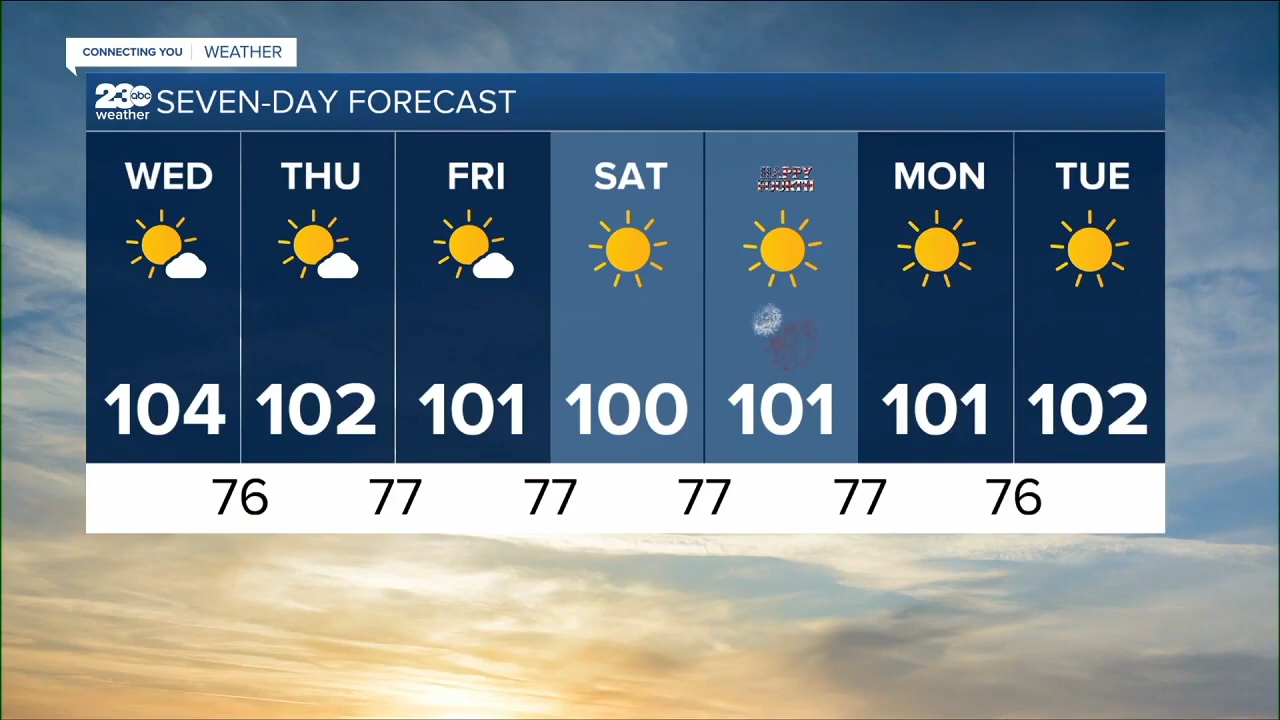 CONNECTING YOU | WEATHER
23 abc
weather
SEVEN-DAY FORECAST
WED THU FRI SAT HAPPY FOURTH MON TUE
104 102 101 100 101 101 102
76 77 77 77 77 76